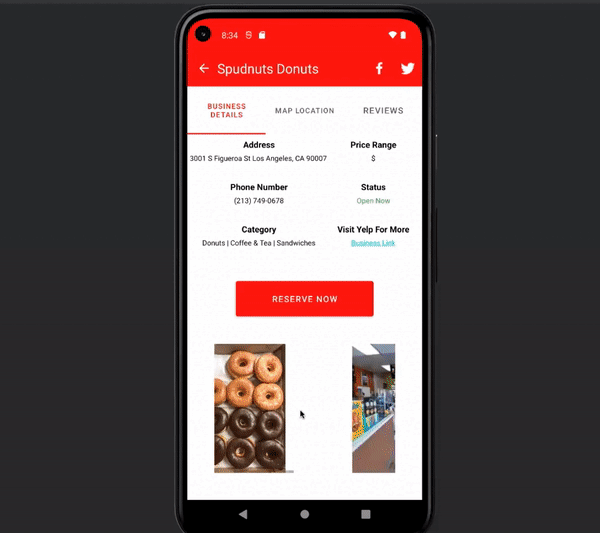 8:34
Spudnuts Donuts
BUSINESS
DETAILS
MAP LOCATION
REVIEWS
Address
Price Range
3001 S Figueroa St Los Angeles, CA 90007
$
Phone Number
Status
(213) 749-0678
Open Now
Category
Visit Yelp For More
Donuts | Coffee & Tea | Sandwiches
Business Link
RESERVE NOW